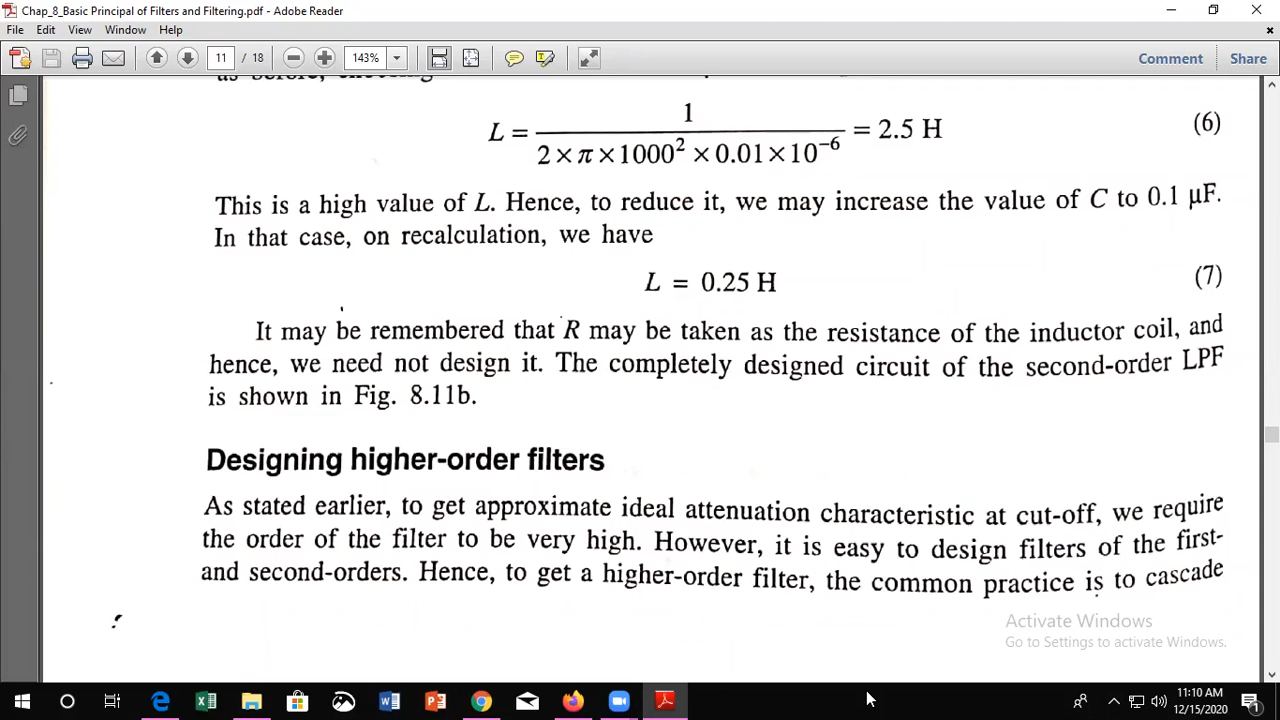 Chap_8_Basic Principal of Filters and Filtering.pdf - Adobe Reader
File Edit View Window Help
11 / 18 143% Comment Share
L = 1 / 2 × π × 1000² × 0.01 × 10⁻⁶ = 2.5 H (6)
This is a high value of L. Hence, to reduce it, we may increase the value of C to 0.1 µF.
In that case, on recalculation, we have
L = 0.25 H (7)
It may be remembered that R may be taken as the resistance of the inductor coil, and
hence, we need not design it. The completely designed circuit of the second-order LPF
is shown in Fig. 8.11b.
Designing higher-order filters
As stated earlier, to get approximate ideal attenuation characteristic at cut-off, we require
the order of the filter to be very high. However, it is easy to design filters of the first-
and second-orders. Hence, to get a higher-order filter, the common practice is to cascade
Activate Windows
Go to Settings to activate Windows.
11:10 AM
12/15/2020